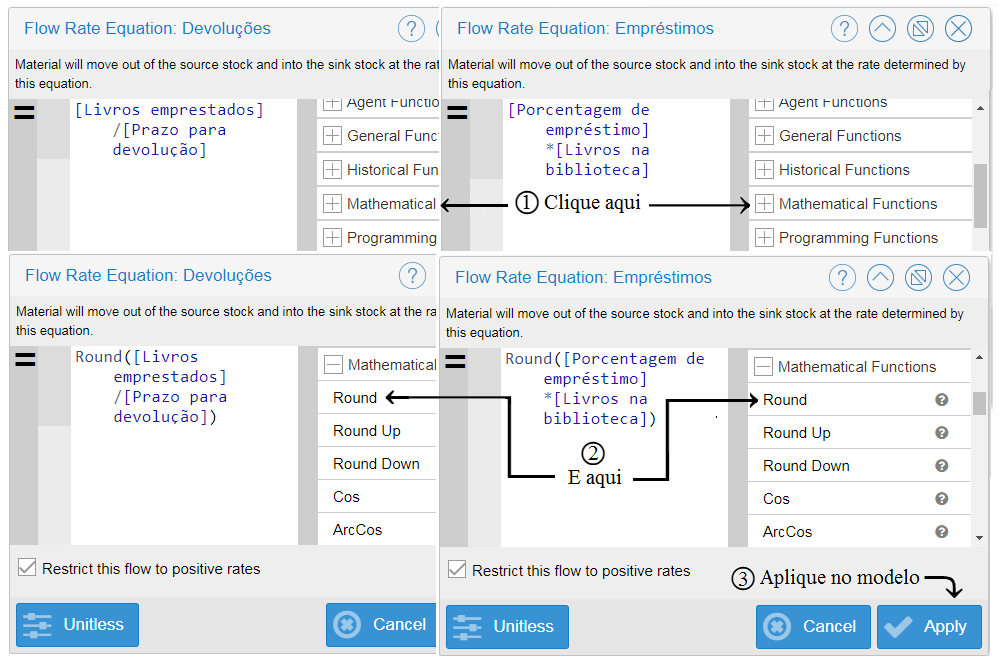 Flow Rate Equation: Devoluções
?
Material will move out of the source stock and into the sink stock at the rat
this equation.
=
[Livros emprestados]
/[Prazo para
devolução]
Agent Functio
General Func
Historical Fun
Mathematical
Programming
Flow Rate Equation: Empréstimos
?
Material will move out of the source stock and into the sink stock at the rate determined by
this equation.
=
[Porcentagem de
empréstimo]
*[Livros na
biblioteca]
Agent Functions
General Functions
Historical Functions
Mathematical Functions
Programming Functions
1 Clique aqui
Flow Rate Equation: Devoluções
?
Material will move out of the source stock and into the sink stock at the ra
this equation.
=
Round([Livros
emprestados]
/[Prazo para
devolução])
Mathematical
Round
Round Up
Round Down
Cos
ArcCos
Restrict this flow to positive rates
Unitless
Cancel
Flow Rate Equation: Empréstimos
?
Material will move out of the source stock and into the sink stock at the rate determined by
this equation.
=
Round([Porcentagem de
empréstimo]
*[Livros na
biblioteca])
Mathematical Functions
Round ?
Round Up ?
Round Down ?
Cos ?
ArcCos ?
2
E aqui
Restrict this flow to positive rates
3 Aplique no modelo
Unitless
Cancel
Apply